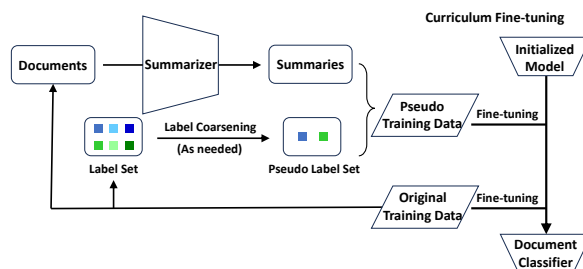 Curriculum Fine-tuning
Documents
Summarizer
Summaries
Initialized
Model
Label Coarsening
(As needed)
Label Set
Pseudo Label Set
Pseudo
Training Data
Fine-tuning
Original
Training Data
Fine-tuning
Document
Classifier